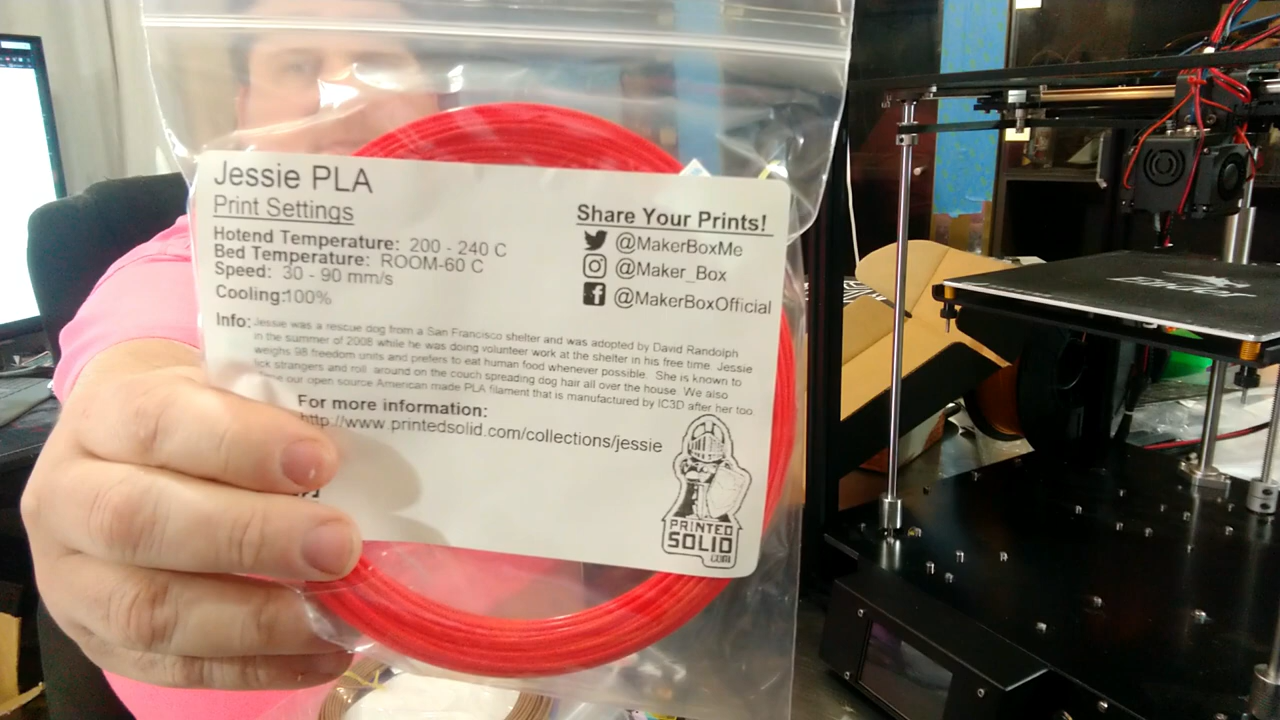 Jessie PLA
Print Settings
Hotend Temperature: 200 - 240 C
Bed Temperature: ROOM-60 C
Speed: 30 - 90 mm/s
Cooling:100%
Share Your Prints!
@MakerBoxMe
@Maker_Box
@MakerBoxOfficial
Info: Jessie was a rescue dog from a San Francisco shelter and was adopted by David Randolph
in the summer of 2008 while he was doing volunteer work at the shelter in his free time. Jessie
weighs 98 freedom units and prefers to eat human food whenever possible. She is known to
lick strangers and roll around on the couch spreading dog hair all over the house. We also
our open source American made PLA filament that is manufactured by IC3D after her too
For more information:
http://www.printedsolid.com/collections/jessie
PRINTED
SOLID
.com